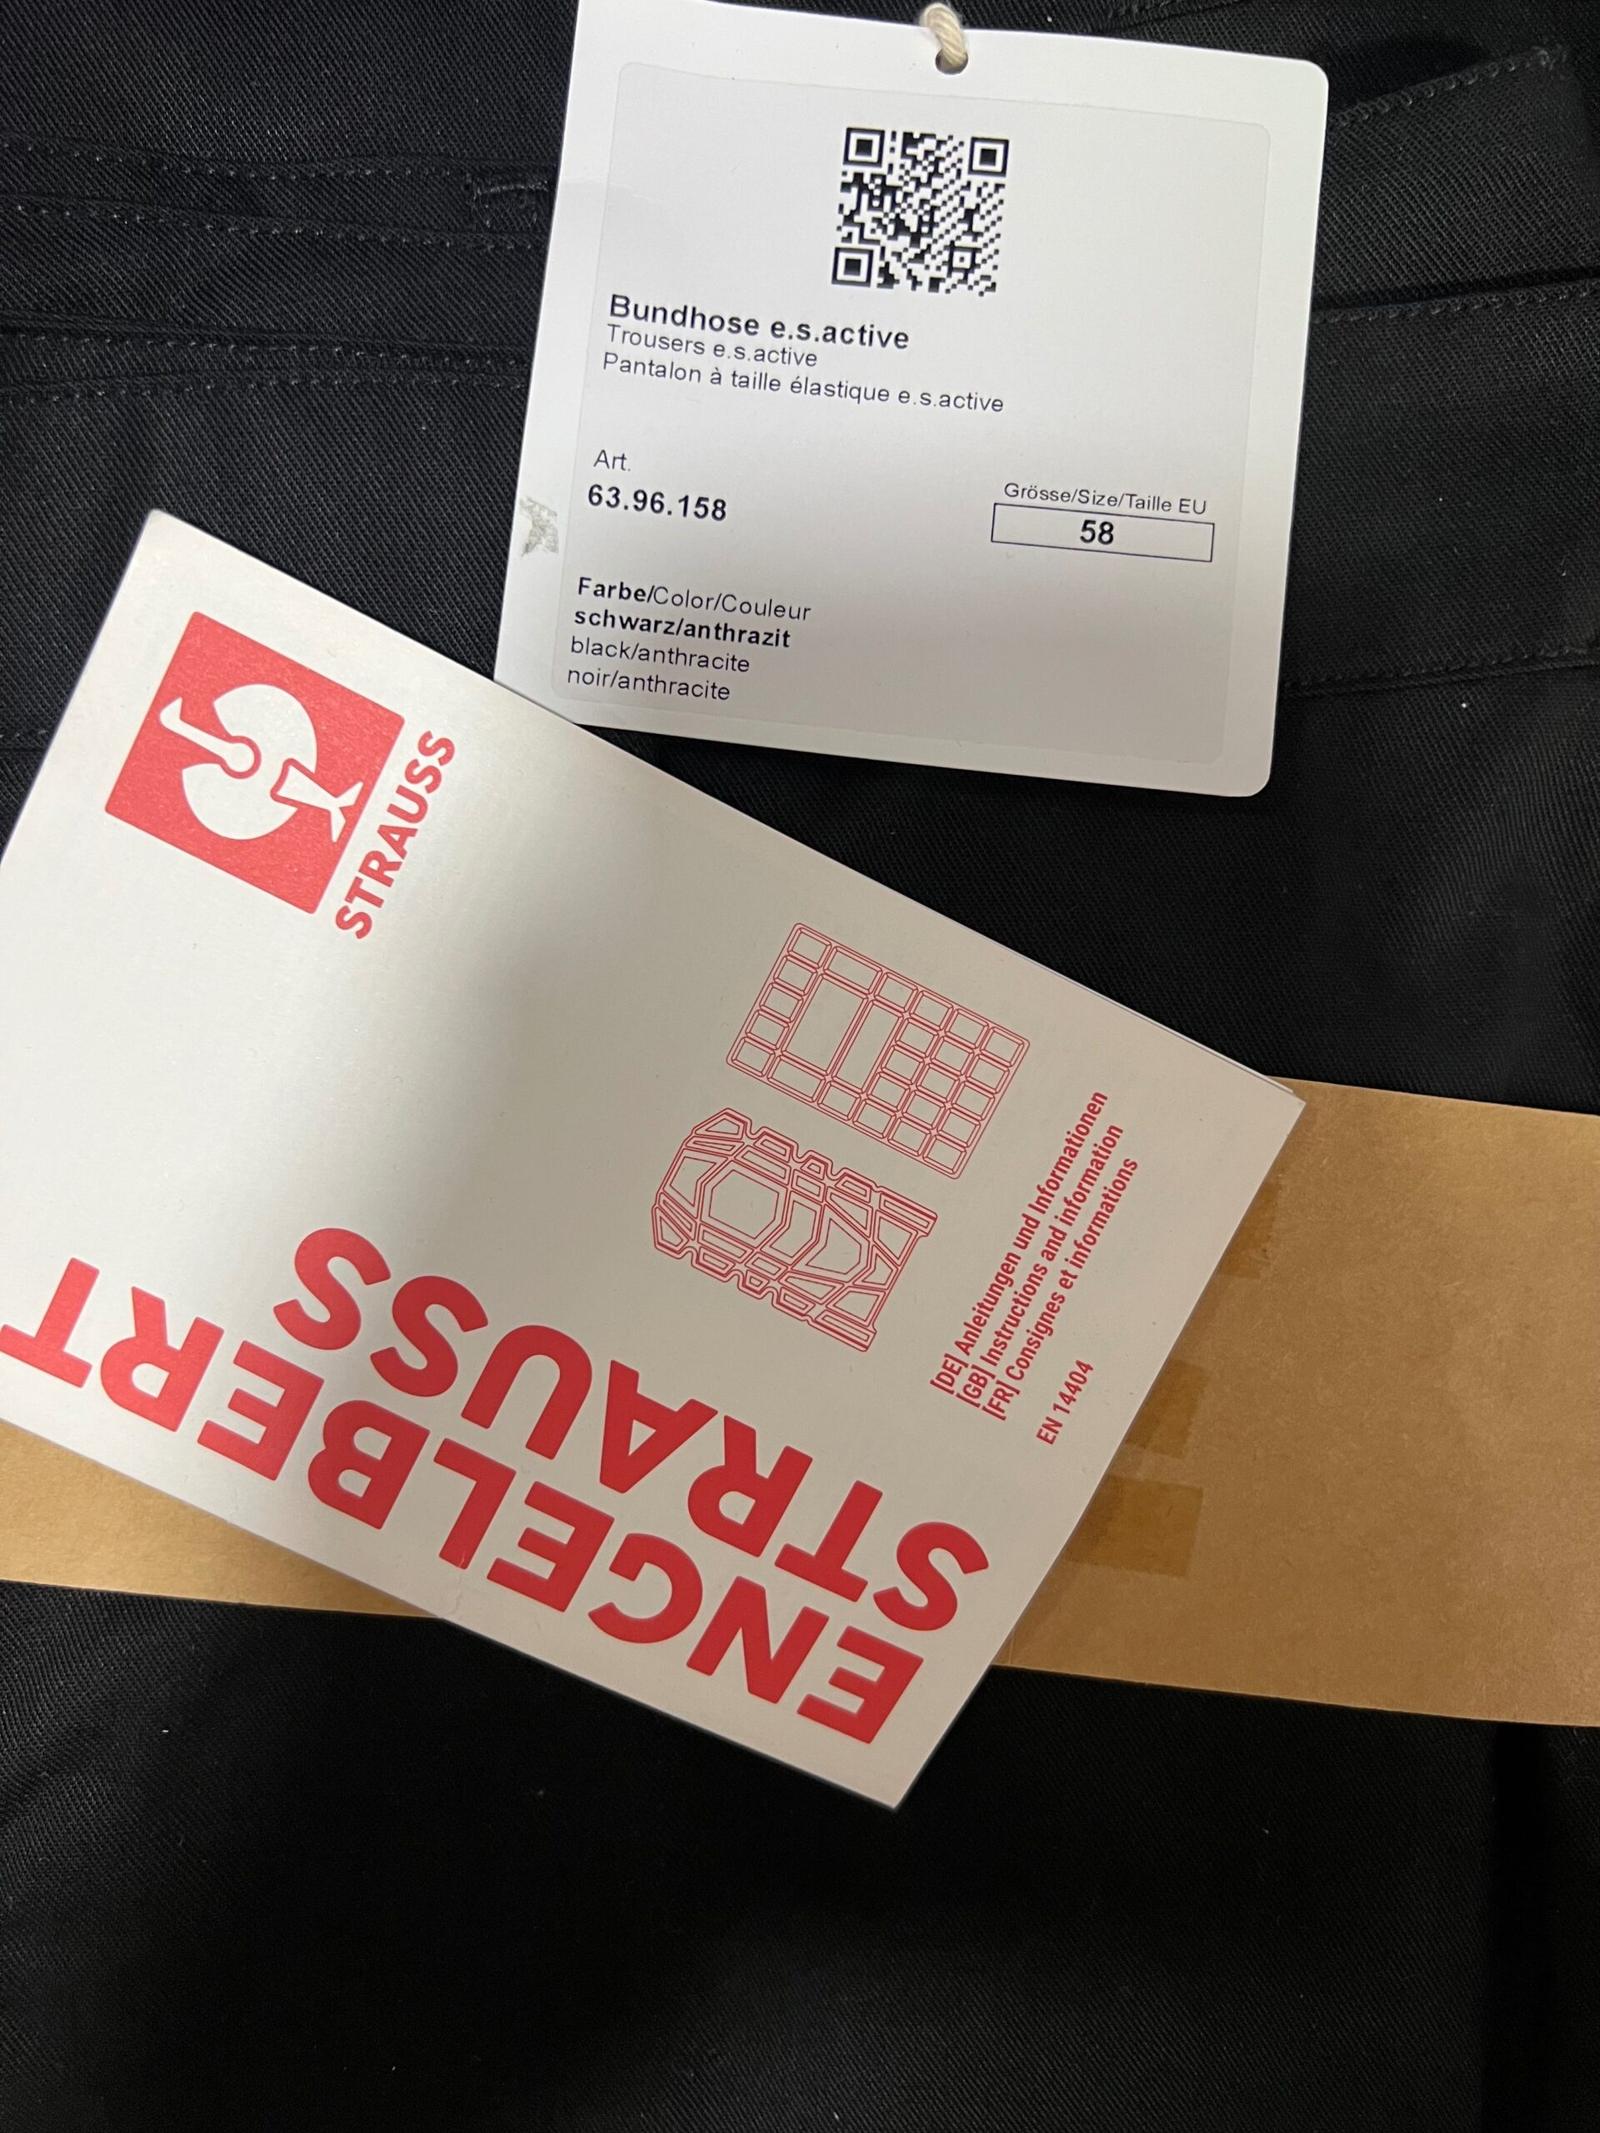 Bundhose e.s.active
Trousers e.s.active
Pantalon à taille élastique e.s.active
Art.
63.96.158
Grösse/Size/Taille EU
58
Farbe/Color/Couleur
schwarz/anthrazit
black/anthracite
noir/anthracite
STRAUSS
ENGELBERT
STRAUSS
[DE] Anleitungen und Informationen
[GB] Instructions and information
[FR] Consignes et informations
EN 14404